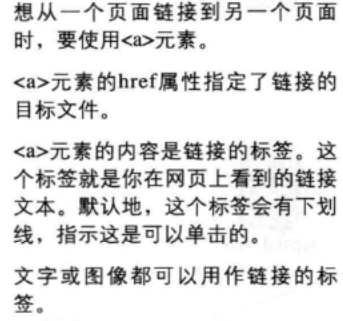 想从一个页面链接到另一个页面
时，要使用<a>元素。
<a>元素的href属性指定了链接的
目标文件。
<a>元素的内容是链接的标签。这
个标签就是你在网页上看到的链接
文本。默认地，这个标签会有下划
线，指示这是可以单击的。
文字或图像都可以用作链接的标
签。